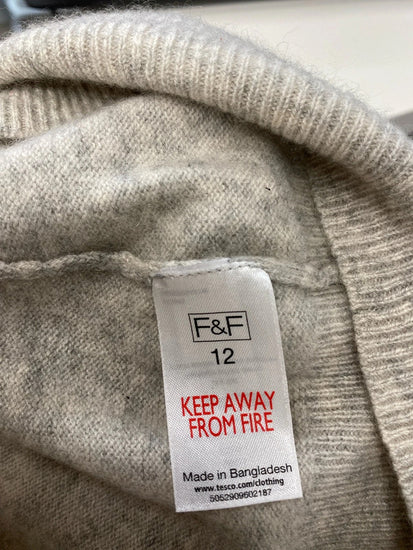 F&F
12
KEEP AWAY
FROM FIRE
Made in Bangladesh
www.tesco.com/clothing
5052909602187